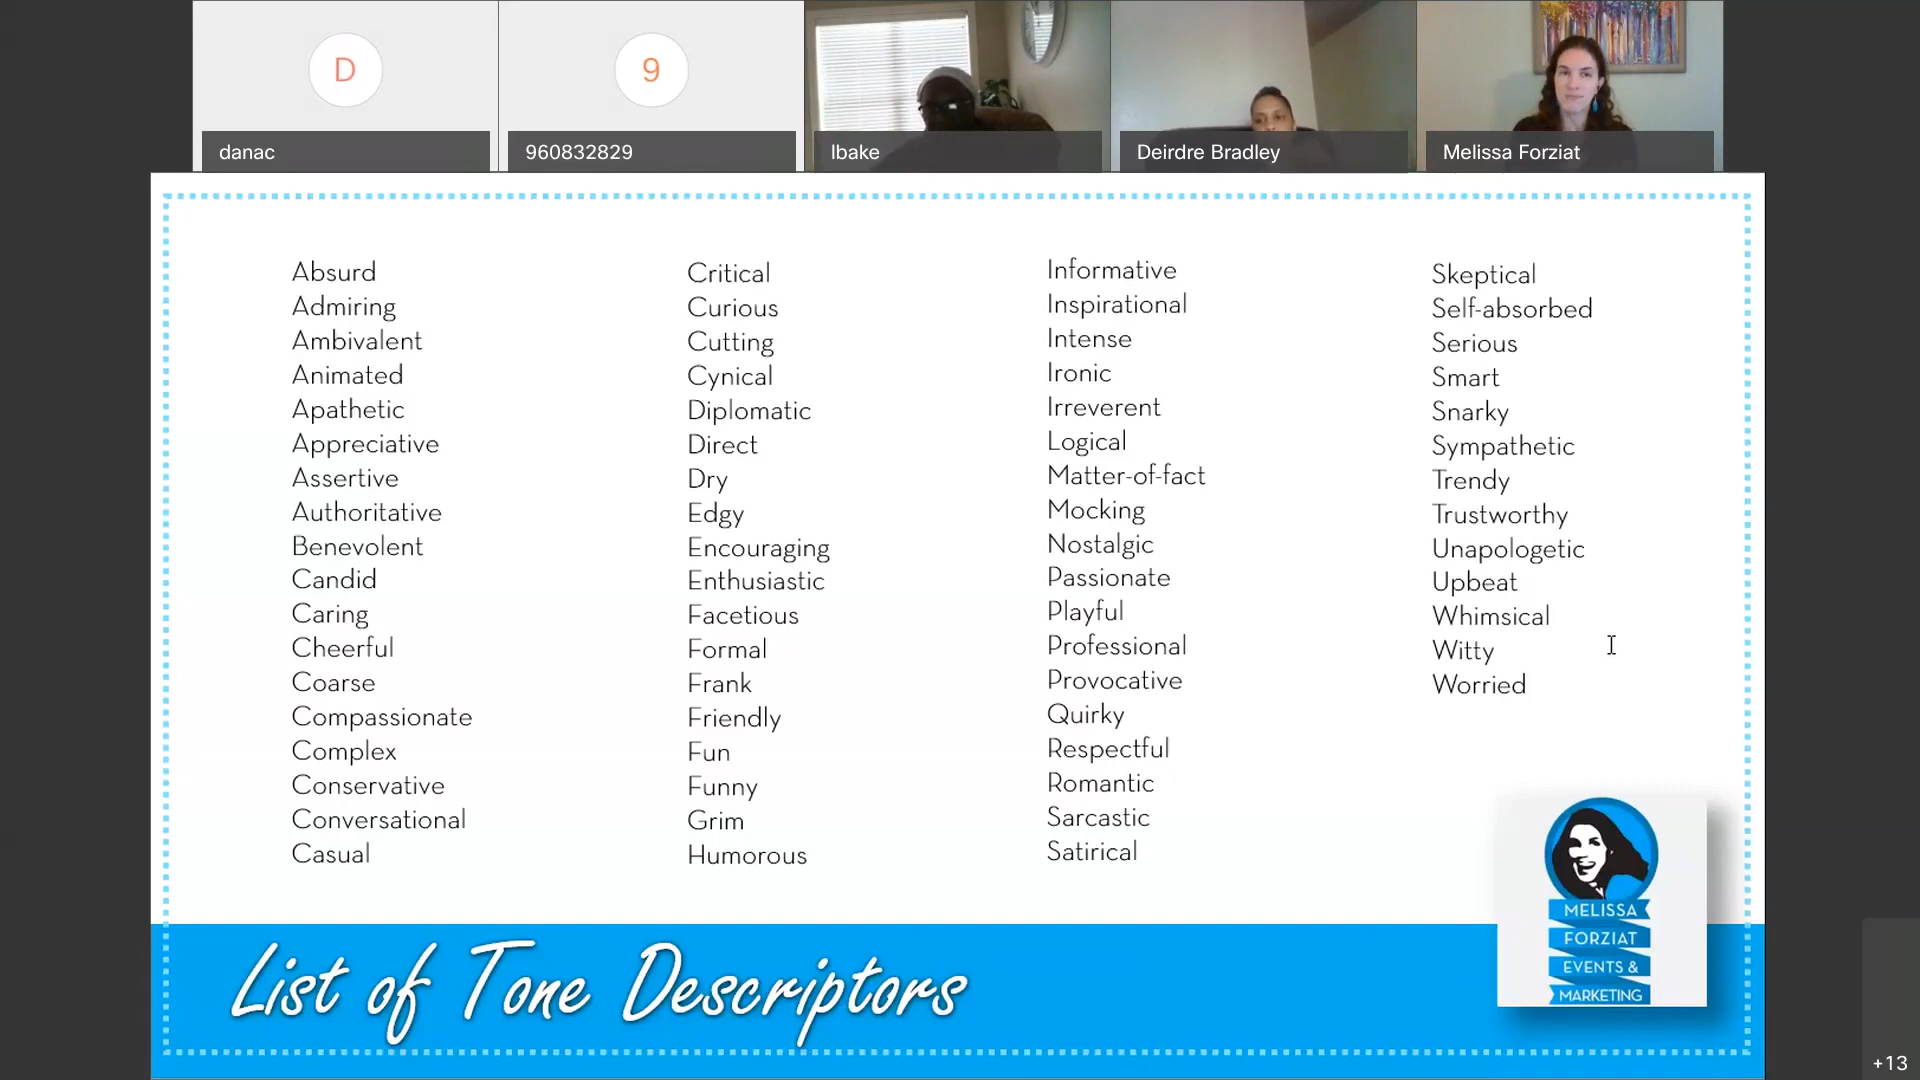 D
9
danac
960832829
lbake
Deirdre Bradley
Melissa Forziat
Absurd
Admiring
Ambivalent
Animated
Apathetic
Appreciative
Assertive
Authoritative
Benevolent
Candid
Caring
Cheerful
Coarse
Compassionate
Complex
Conservative
Conversational
Casual
Critical
Curious
Cutting
Cynical
Diplomatic
Direct
Dry
Edgy
Encouraging
Enthusiastic
Facetious
Formal
Frank
Friendly
Fun
Funny
Grim
Humorous
Informative
Inspirational
Intense
Ironic
Irreverent
Logical
Matter-of-fact
Mocking
Nostalgic
Passionate
Playful
Professional
Provocative
Quirky
Respectful
Romantic
Sarcastic
Satirical
Skeptical
Self-absorbed
Serious
Smart
Snarky
Sympathetic
Trendy
Trustworthy
Unapologetic
Upbeat
Whimsical
Witty
Worried
MELISSA
FORZIAT
EVENTS &
MARKETING
List of Tone Descriptors
+13